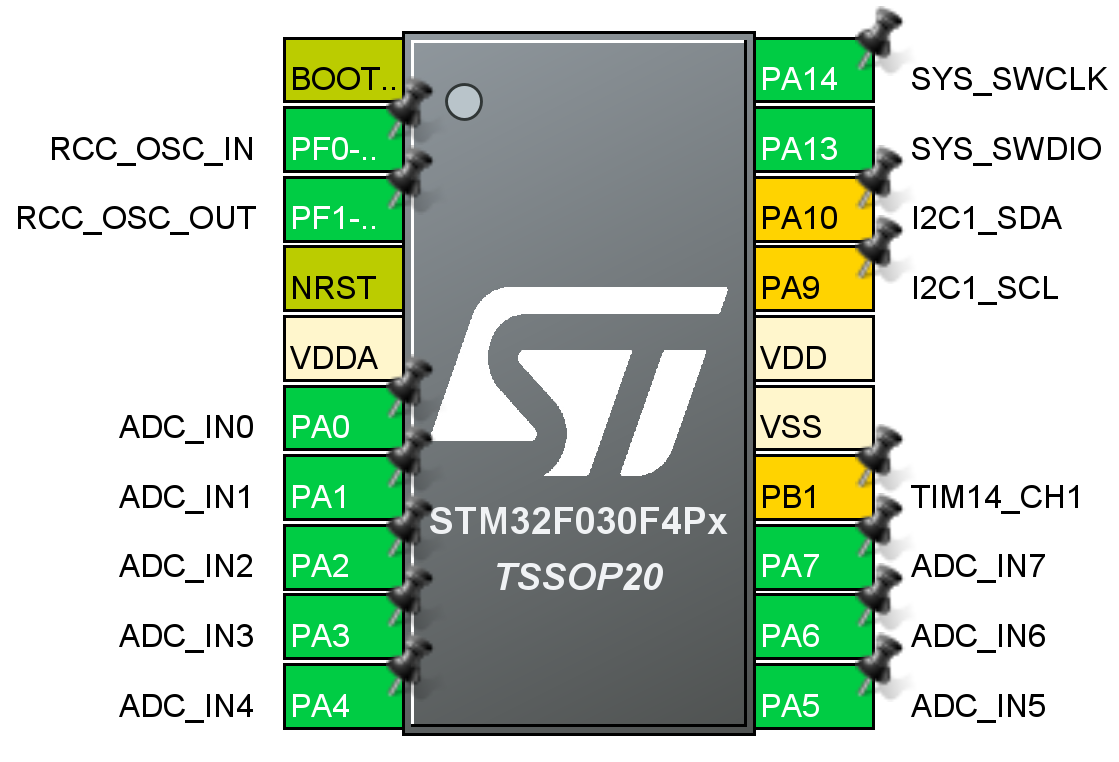 BOOT.. PA14 SYS_SWCLK
RCC_OSC_IN PF0-.. PA13 SYS_SWDIO
RCC_OSC_OUT PF1-.. PA10 I2C1_SDA
NRST PA9 I2C1_SCL
VDDA VDD
ADC_IN0 PA0 VSS
ADC_IN1 PA1 PB1 TIM14_CH1
STM32F030F4Px
ADC_IN2 PA2 PA7 ADC_IN7
TSSOP20
ADC_IN3 PA3 PA6 ADC_IN6
ADC_IN4 PA4 PA5 ADC_IN5